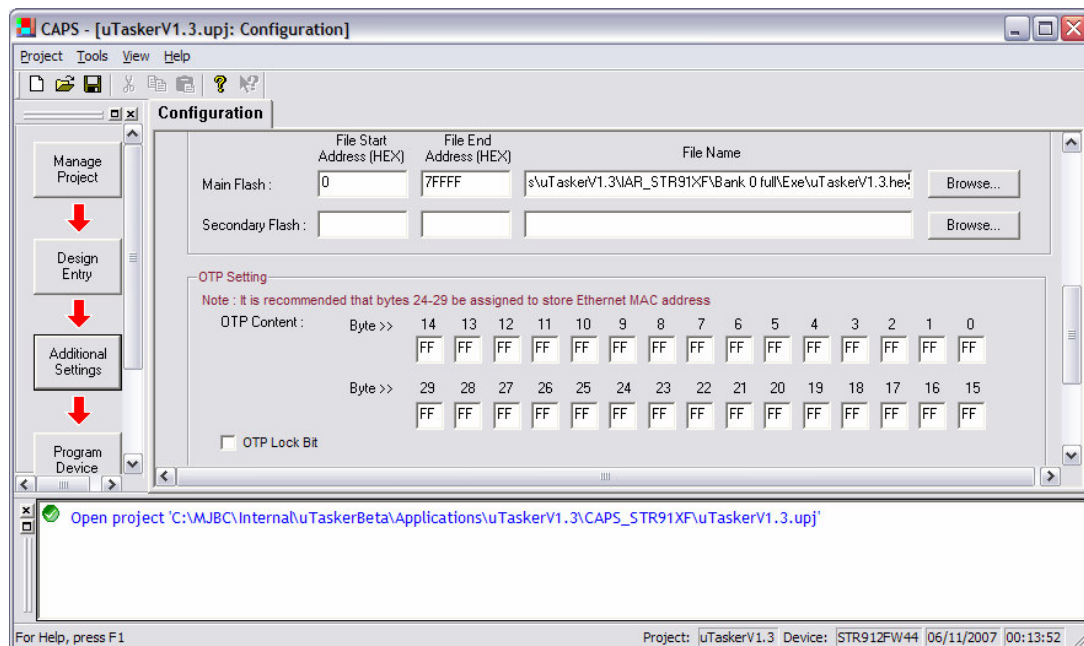 CAPS - [uTaskerV1.3.upj: Configuration]
Project Tools View Help
Configuration
Manage Project
Design Entry
Additional Settings
Program Device
File Start Address (HEX)
File End Address (HEX)
File Name
Main Flash : 0 7FFFF s\uTaskerV1.3\IAR_STR91XF\Bank 0 full\Exe\uTaskerV1.3.hex Browse...
Secondary Flash : Browse...
OTP Setting
Note : It is recommended that bytes 24-29 be assigned to store Ethernet MAC address
OTP Content : Byte >> 14 13 12 11 10 9 8 7 6 5 4 3 2 1 0
FF FF FF FF FF FF FF FF FF FF FF FF FF FF FF
Byte >> 29 28 27 26 25 24 23 22 21 20 19 18 17 16 15
FF FF FF FF FF FF FF FF FF FF FF FF FF FF FF
OTP Lock Bit
Open project 'C:\MJBC\Internal\uTaskerBeta\Applications\uTaskerV1.3\CAPS_STR91XF\uTaskerV1.3.upj'
For Help, press F1
Project: uTaskerV1.3 Device: STR912FW44 06/11/2007 00:13:52